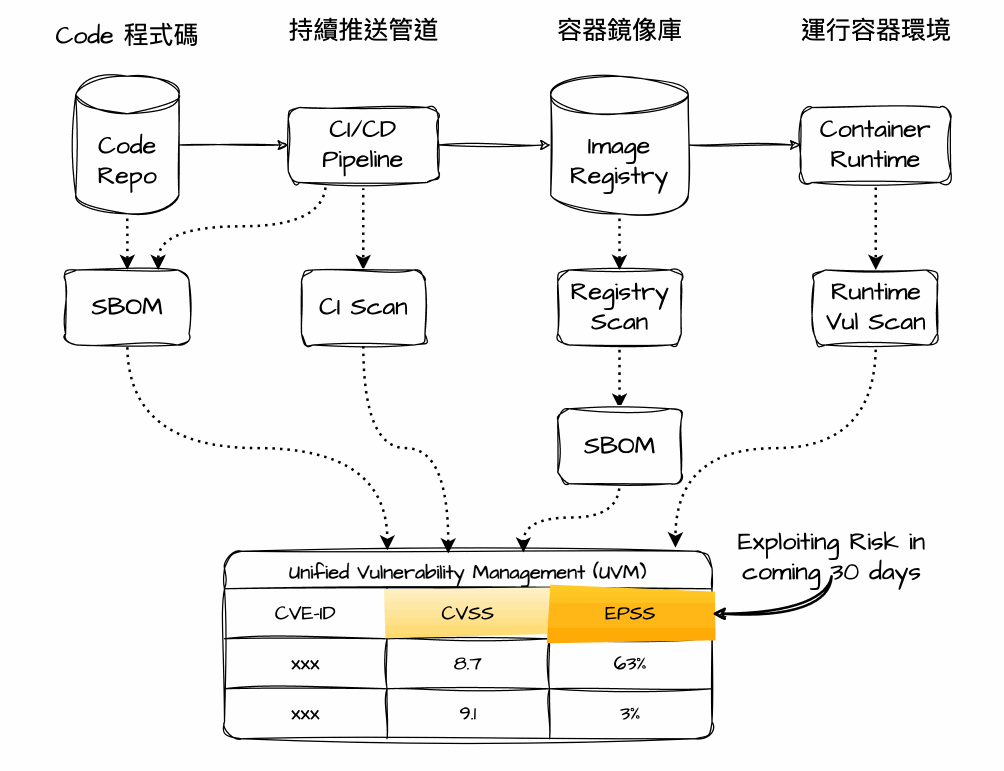 Code 程式碼
持續推送管道
容器鏡像庫
運行容器環境
Code
Repo
CI/CD
Pipeline
Image
Registry
Container
Runtime
SBOM
CI Scan
Registry
Scan
Runtime
Vul Scan
SBOM
Exploiting Risk in
coming 30 days
Unified Vulnerability Management (UVM)
CVE-ID CVSS EPSS
xxx 8.7 63%
xxx 9.1 3%